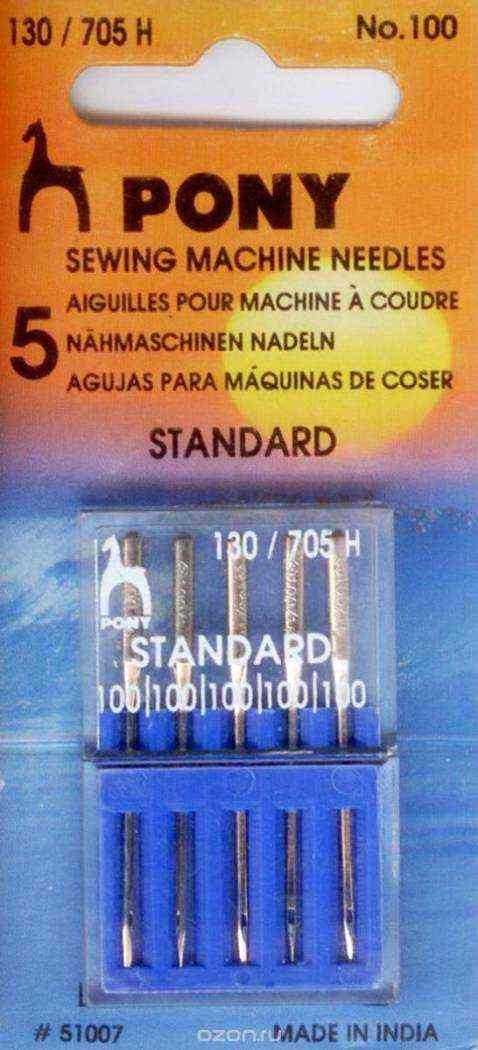 130 / 705 H No.100
PONY
SEWING MACHINE NEEDLES
AIGUILLES POUR MACHINE À COUDRE
5 NÄHMASCHINEN NADELN
AGUJAS PARA MÁQUINAS DE COSER
STANDARD
130 / 705 H
PONY
STANDARD
100|100|100|100|100
# 51007 ozon.ru MADE IN INDIA